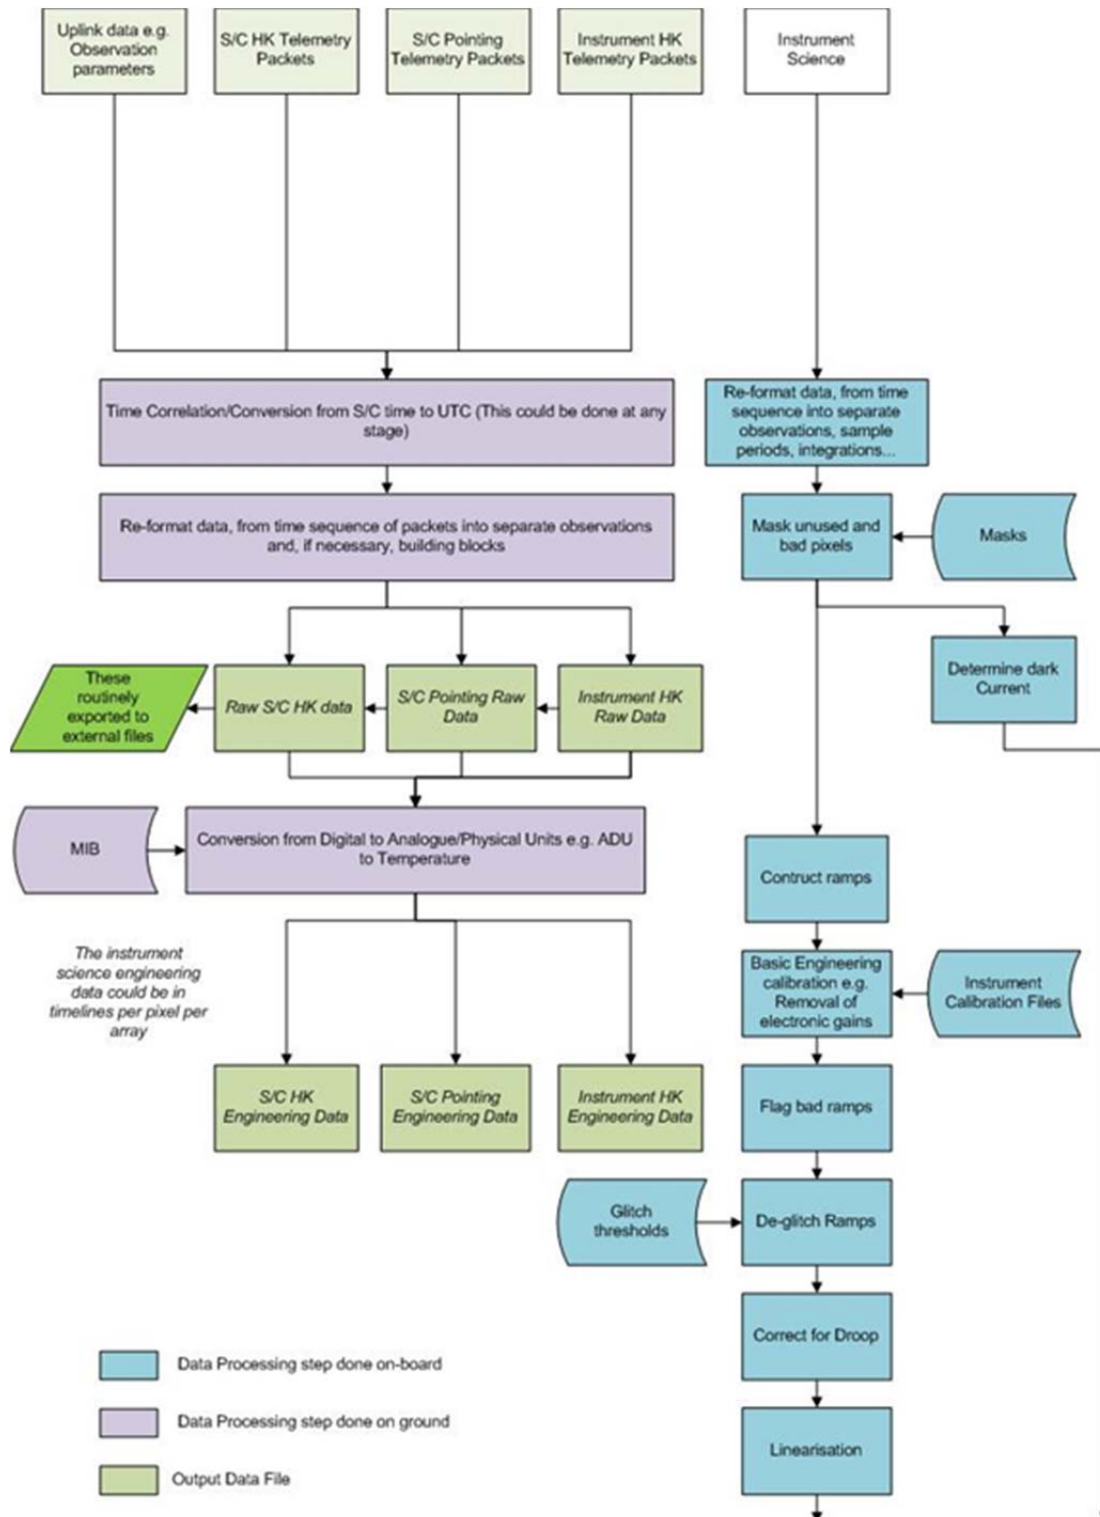 Uplink data e.g.
Observation
parameters
S/C HK Telemetry
Packets
S/C Pointing
Telemetry Packets
Instrument HK
Telemetry Packets
Instrument
Science
Time Correlation/Conversion from S/C time to UTC (This could be done at any
stage)
Re-format data, from time
sequence into separate
observations, sample
periods, integrations...
Re-format data, from time sequence of packets into separate observations
and, if necessary, building blocks
Mask unused and
bad pixels
Masks
These
routinely
exported to
external files
Raw S/C HK data
S/C Pointing Raw
Data
Instrument HK
Raw Data
Determine dark
Current
MIB
Conversion from Digital to Analogue/Physical Units e.g. ADU
to Temperature
Contruct ramps
The instrument
science engineering
data could be in
timelines per pixel per
array
Basic Engineering
calibration e.g.
Removal of
electronic gains
Instrument
Calibration Files
S/C HK
Engineering Data
S/C Pointing
Engineering Data
Instrument HK
Engineering Data
Flag bad ramps
Glitch
thresholds
De-glitch Ramps
Correct for Droop
Data Processing step done on-board
Data Processing step done on ground
Linearisation
Output Data File